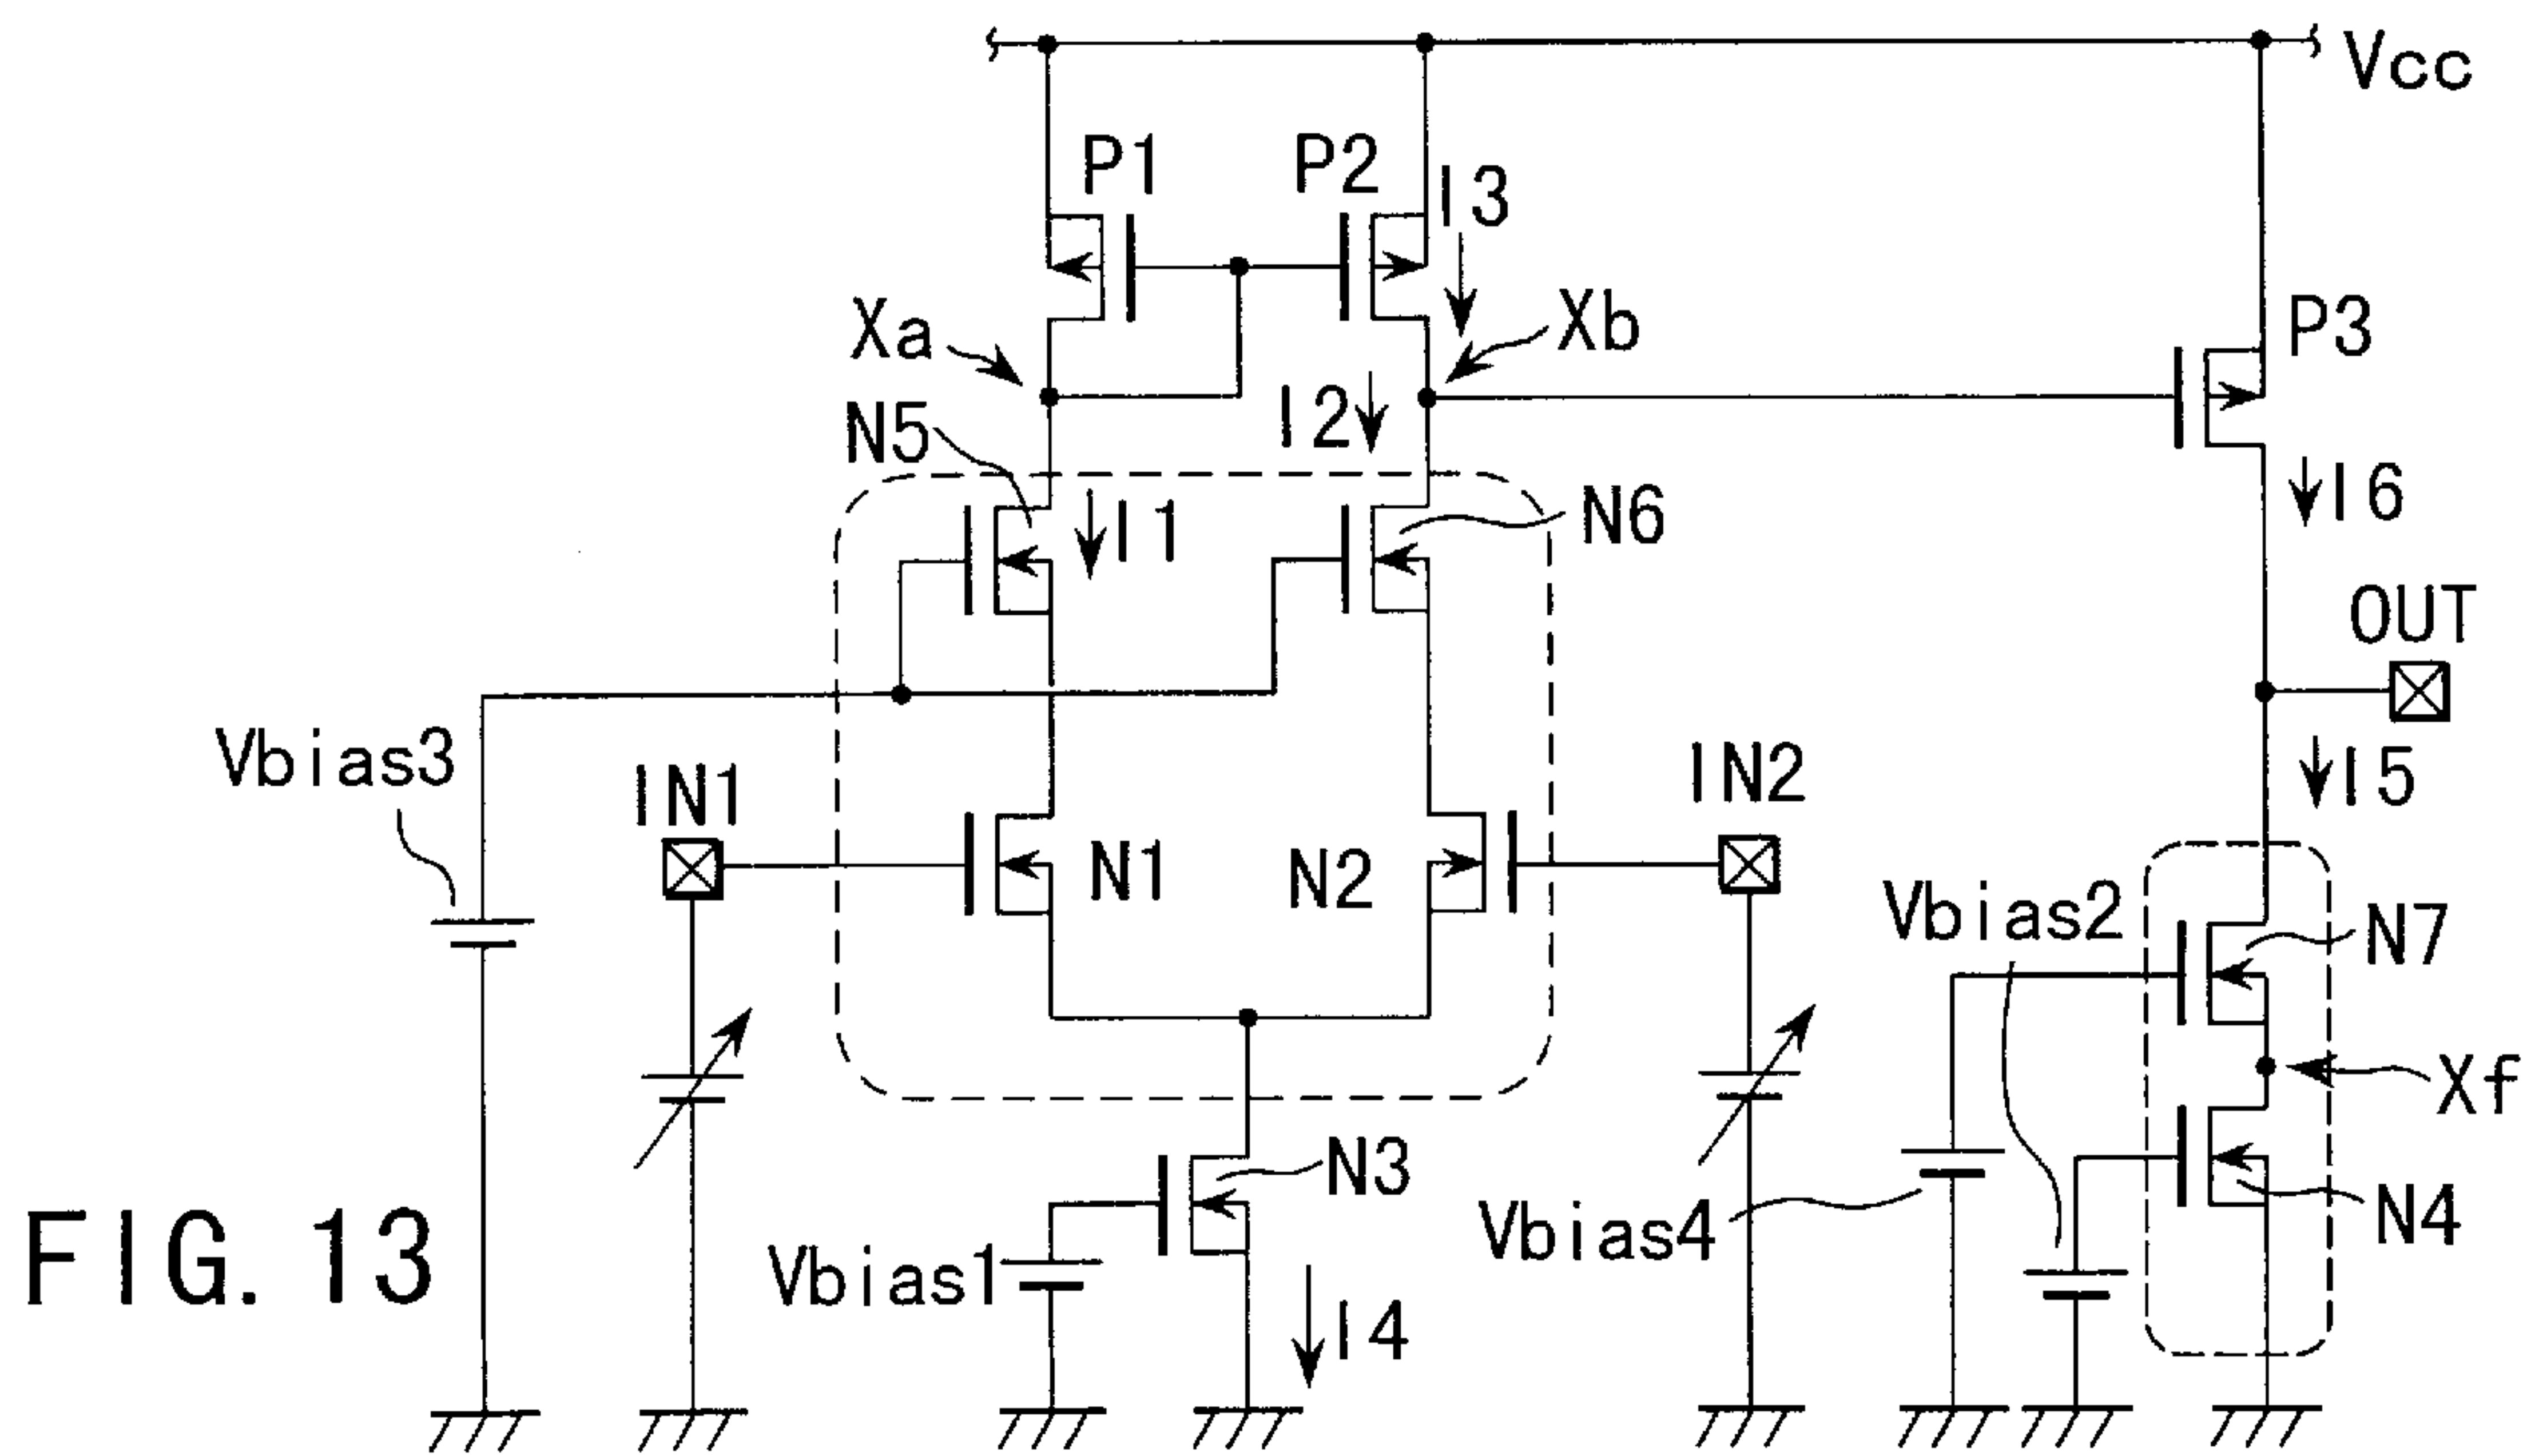 Vcc
P1
P2
I3
Xa
Xb
P3
N5
I2
I1
N6
I6
OUT
Vbias3
IN1
IN2
I5
N1
N2
Vbias2
N7
Xf
N3
Vbias1
I4
Vbias4
N4
FIG. 13